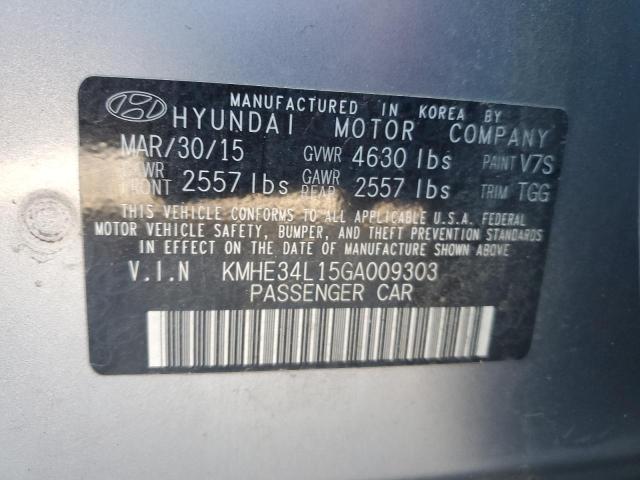 MANUFACTURED IN KOREA BY
HYUNDAI MOTOR COMPANY
MAR/30/15 GVWR 4630 lbs PAINT V7S
GAWR FRONT 2557 lbs GAWR REAR 2557 lbs TRIM TGG
THIS VEHICLE CONFORMS TO ALL APPLICABLE U.S.A. FEDERAL
MOTOR VEHICLE SAFETY, BUMPER, AND THEFT PREVENTION STANDARDS
IN EFFECT ON THE DATE OF MANUFACTURE SHOWN ABOVE
V.I.N KMHE34L15GA009303
PASSENGER CAR